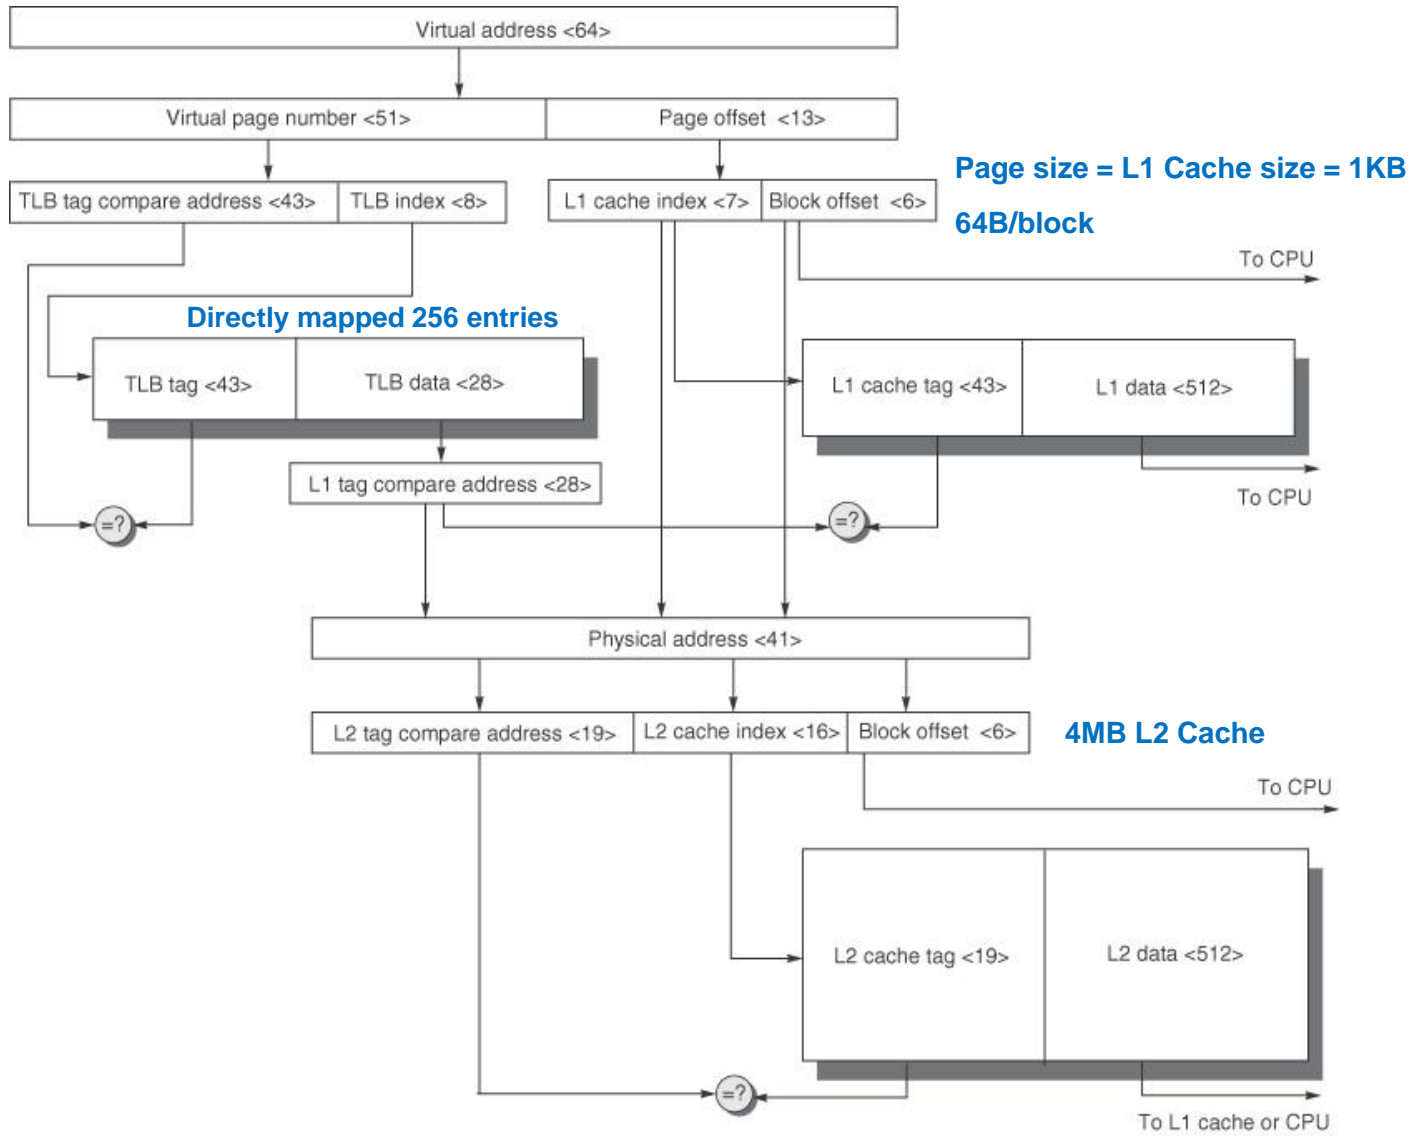 Virtual address <64>
Virtual page number <51>
Page offset <13>
Page size = L1 Cache size = 1KB
TLB tag compare address <43>
TLB index <8>
L1 cache index <7>
Block offset <6>
64B/block
To CPU
Directly mapped 256 entries
TLB tag <43>
TLB data <28>
L1 cache tag <43>
L1 data <512>
L1 tag compare address <28>
To CPU
=?
=?
Physical address <41>
L2 tag compare address <19>
L2 cache index <16>
Block offset <6>
4MB L2 Cache
To CPU
L2 cache tag <19>
L2 data <512>
=?
To L1 cache or CPU